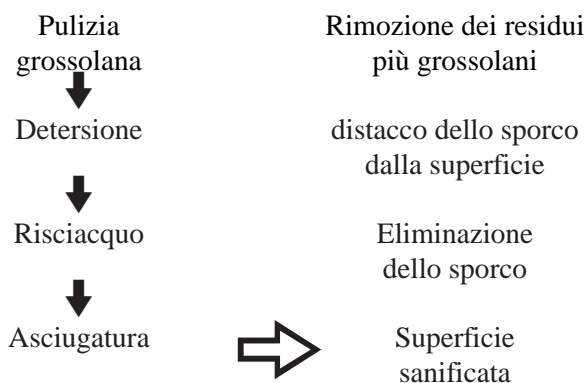 Pulizia
grossolana
Rimozione dei residui
più grossolani
Detersione
distacco dello sporco
dalla superficie
Risciacquo
Eliminazione
dello sporco
Asciugatura
Superficie
sanificata